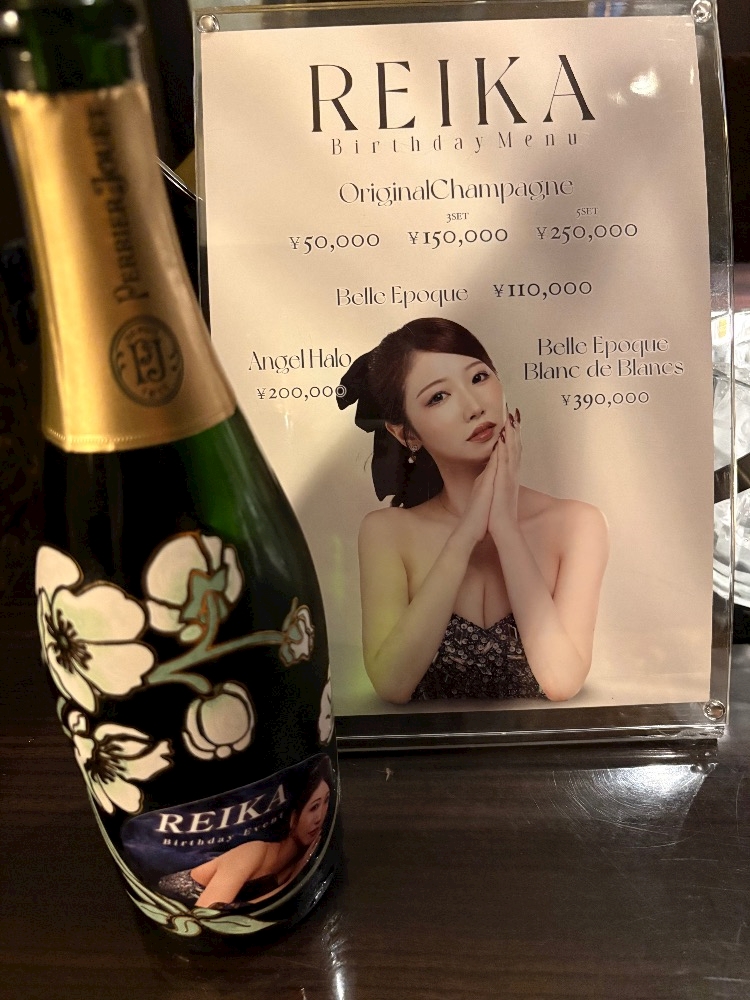 REIKA
Birthday Menu
OriginalChampagne
3SET 5SET
¥50,000 ¥150,000 ¥250,000
Belle Epoque ¥110,000
Angel Halo
¥200,000
Belle Epoque
Blanc de Blancs
¥390,000
PERRIER-JOUËT
PJ
REIKA
Birthday Event